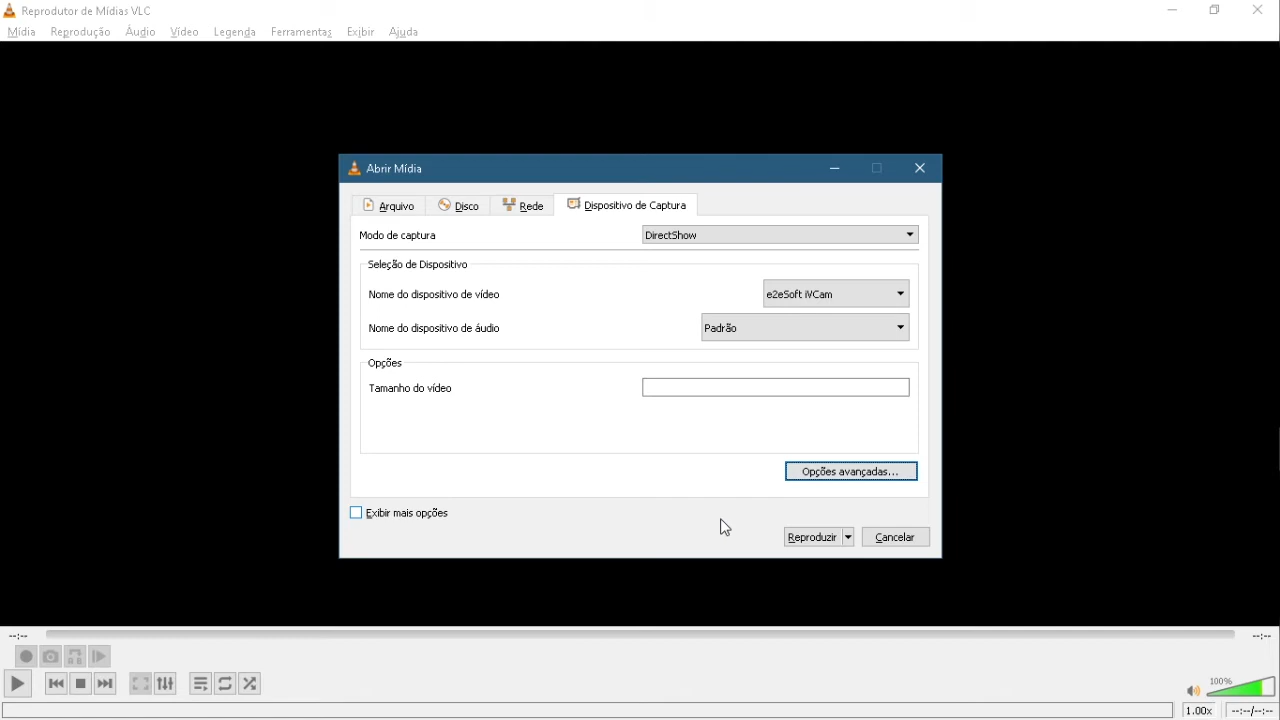 Reprodutor de Mídias VLC
Mídia Reprodução Áudio Vídeo Legenda Ferramentas Exibir Ajuda
Abrir Mídia
Arquivo Disco Rede Dispositivo de Captura
Modo de captura DirectShow
Seleção de Dispositivo
Nome do dispositivo de vídeo e2eSoft iVCam
Nome do dispositivo de áudio Padrão
Opções
Tamanho do vídeo
Opções avançadas...
Exibir mais opções
Reproduzir Cancelar
--:-- --:--
100%
1.00x --:--/--:--